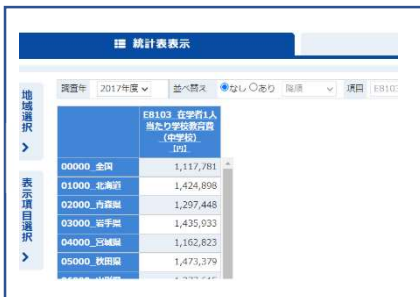 統計表表示
地域選択
表示項目選択
調査年 2017年度 並べ替え なし あり 降順 項目 E8103
E8103_在学者1人
当たり学校教育費
（中学校）
[円]
00000_全国 1,117,781
01000_北海道 1,424,898
02000_青森県 1,297,448
03000_岩手県 1,435,933
04000_宮城県 1,162,823
05000_秋田県 1,473,379